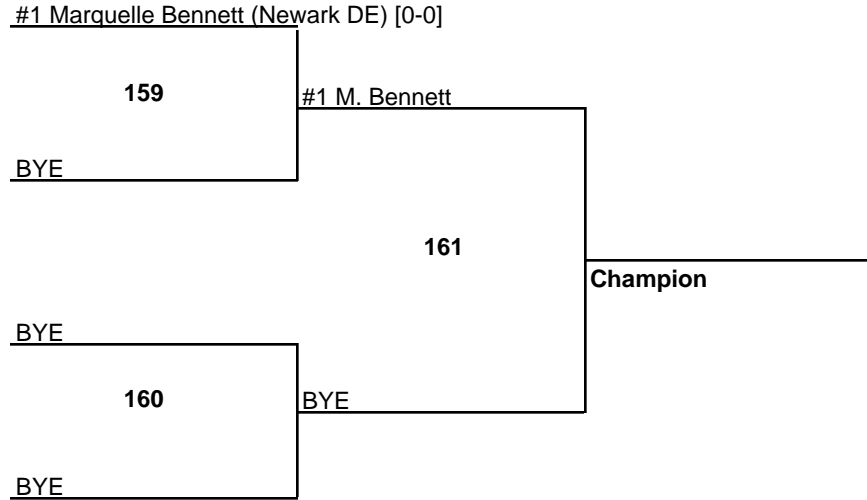 #1 Marquelle Bennett (Newark DE) [0-0]
159
#1 M. Bennett
BYE
161
Champion
BYE
160
BYE
BYE